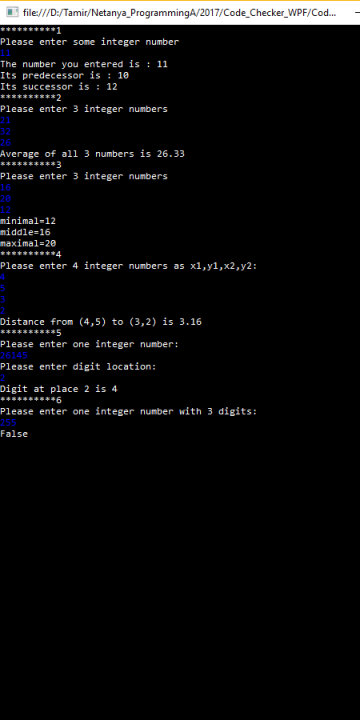 file:///D:/Tamir/Netanya_ProgrammingA/2017/Code_Checker_WPF/Cod...
**********1
Please enter some integer number
11
The number you entered is : 11
Its predecessor is : 10
Its successor is : 12
**********2
Please enter 3 integer numbers
21
32
26
Average of all 3 numbers is 26.33
**********3
Please enter 3 integer numbers
16
20
12
minimal=12
middle=16
maximal=20
**********4
Please enter 4 integer numbers as x1,y1,x2,y2:
4
5
3
2
Distance from (4,5) to (3,2) is 3.16
**********5
Please enter one integer number:
Please enter digit location:
2
Digit at place 2 is 4
**********6
Please enter one integer number with 3 digits:
255
False